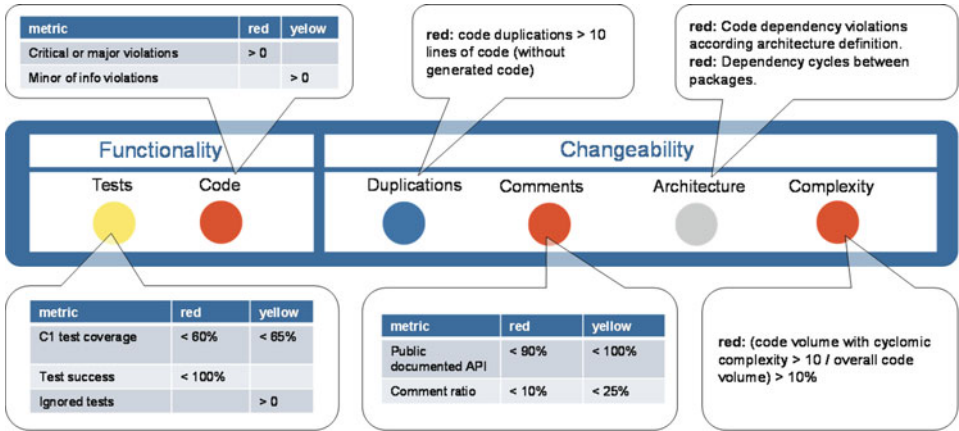 metric red yelow
Critical or major violations > 0
Minor of info violations > 0
red: code duplications > 10
lines of code (without
generated code)
red: Code dependency violations
according architecture definition.
red: Dependency cycles between
packages.
Functionality
Changeability
Tests
Code
Duplications
Comments
Architecture
Complexity
metric red yellow
C1 test coverage < 60% < 65%
Test success < 100%
Ignored tests > 0
metric red yellow
Public
documented API < 90% < 100%
Comment ratio < 10% < 25%
red: (code volume with cyclomic
complexity > 10 / overall code
volume) > 10%